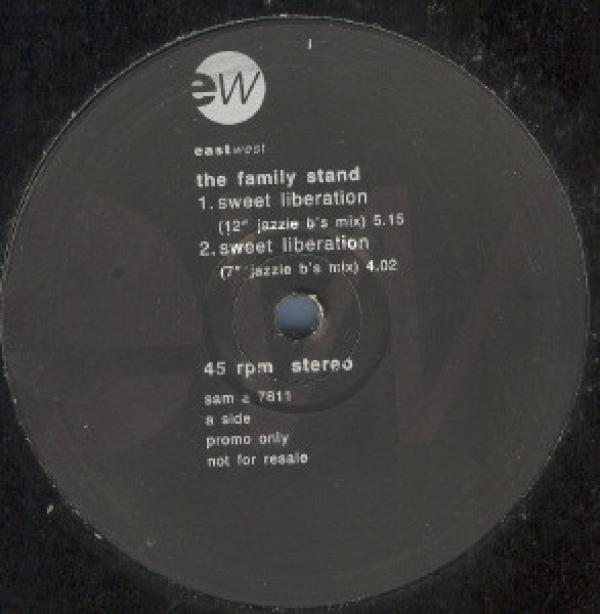 ew
eastwest
the family stand
1. sweet liberation
(12" jazzie b's mix) 5.15
2. sweet liberation
(7" jazzie b's mix) 4.02
45 rpm stereo
sam a 7811
a side
promo only
not for resale